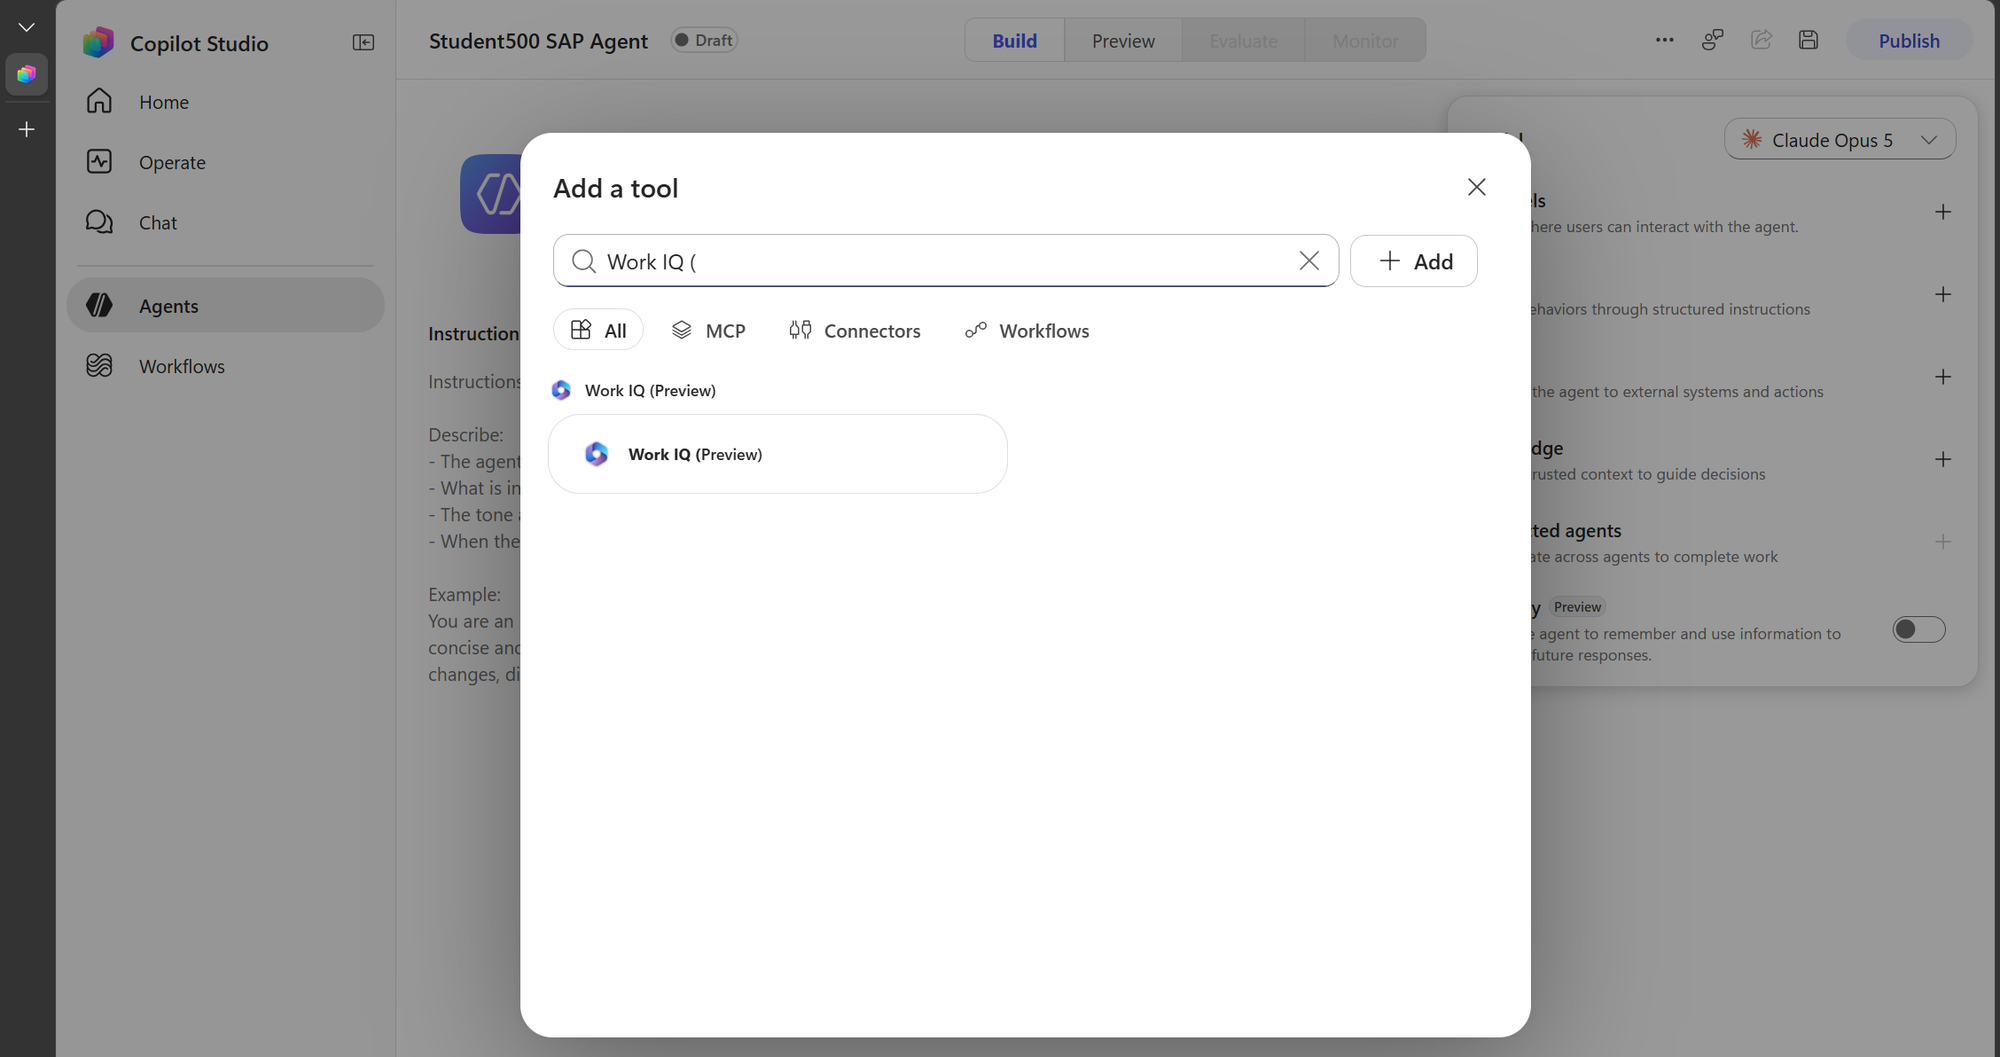 Copilot Studio
Home
Operate
Chat
Agents
Workflows
Student500 SAP Agent
Draft
Build
Preview
Evaluate
Monitor
Publish
Claude Opus 5
Add a tool
Work IQ (
Add
All
MCP
Connectors
Workflows
Work IQ (Preview)
Work IQ (Preview)
Instruction
Instructions
Describe:
- The agent
- What is in
- The tone
- When the
Example:
You are an
concise and
changes, di
ls
here users can interact with the agent.
ehaviors through structured instructions
the agent to external systems and actions
dge
rusted context to guide decisions
ted agents
ate across agents to complete work
y Preview
e agent to remember and use information to
future responses.